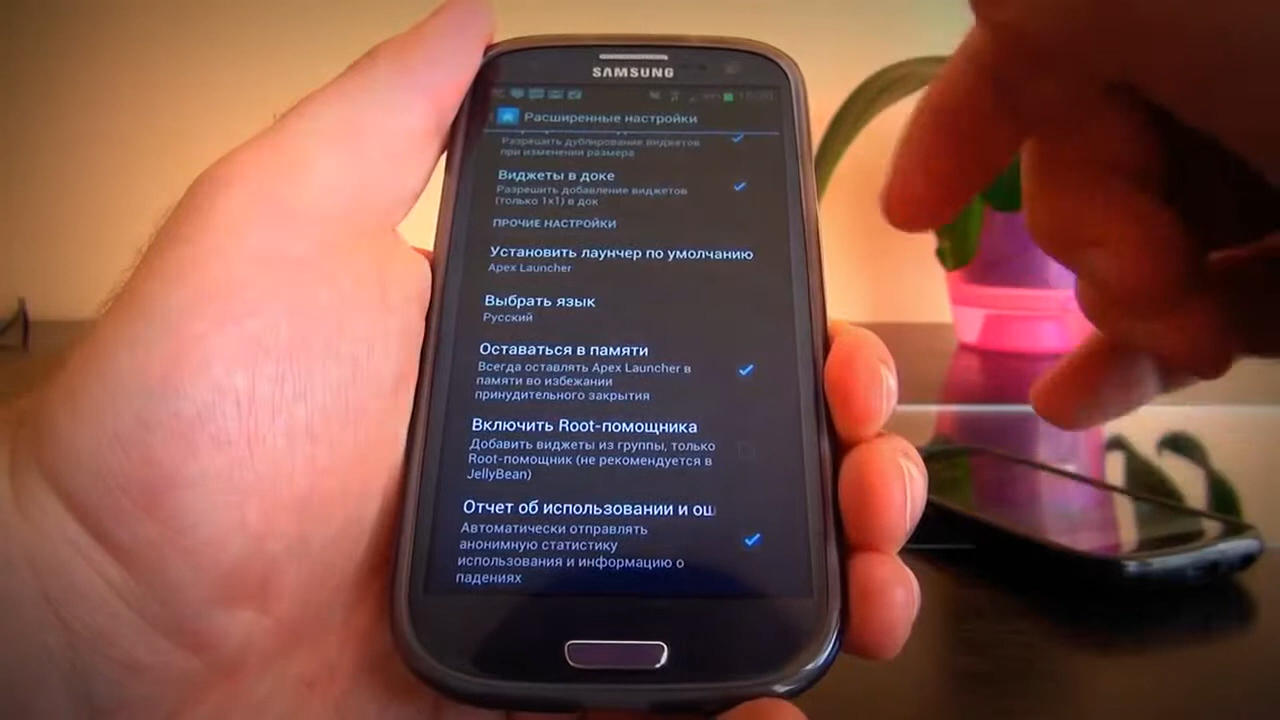 SAMSUNG
Расширенные настройки
Разрешить дублирование виджетов
при изменении размера
Виджеты в доке
Разрешить добавление виджетов
(только 1x1) в док
ПРОЧИЕ НАСТРОЙКИ
Установить лаунчер по умолчанию
Apex Launcher
Выбрать язык
Русский
Оставаться в памяти
Всегда оставлять Apex Launcher в
памяти во избежании
принудительного закрытия
Включить Root-помощника
Добавить виджеты из группы, только
Root-помощник (не рекомендуется в
JellyBean)
Отчет об использовании и ош
Автоматически отправлять
анонимную статистику
использования и информацию о
падениях